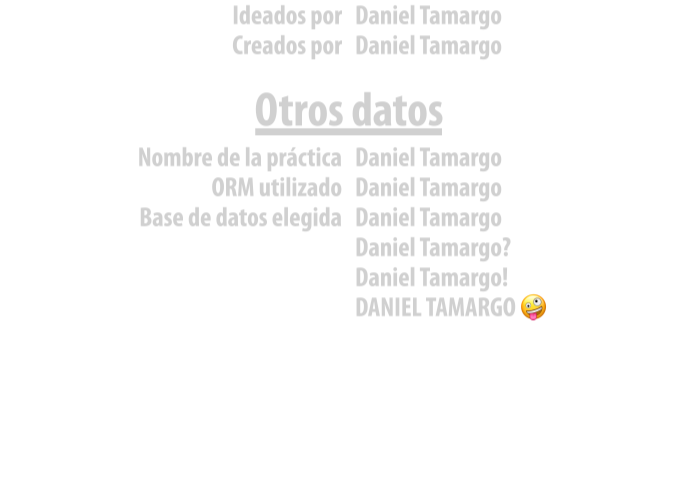 Ideados por Daniel Tamargo
Creados por Daniel Tamargo
Otros datos
Nombre de la práctica Daniel Tamargo
ORM utilizado Daniel Tamargo
Base de datos elegida Daniel Tamargo
Daniel Tamargo?
Daniel Tamargo!
DANIEL TAMARGO 🤪